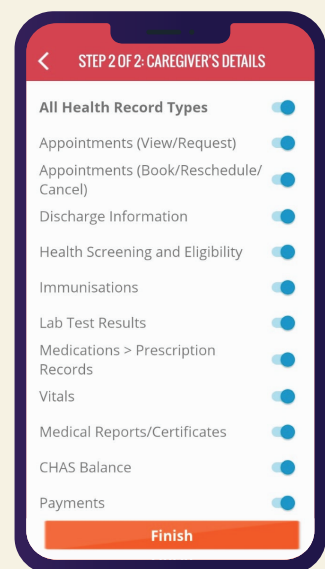 STEP 2 OF 2: CAREGIVER'S DETAILS
All Health Record Types
Appointments (View/Request)
Appointments (Book/Reschedule/
Cancel)
Discharge Information
Health Screening and Eligibility
Immunisations
Lab Test Results
Medications > Prescription
Records
Vitals
Medical Reports/Certificates
CHAS Balance
Payments
Finish